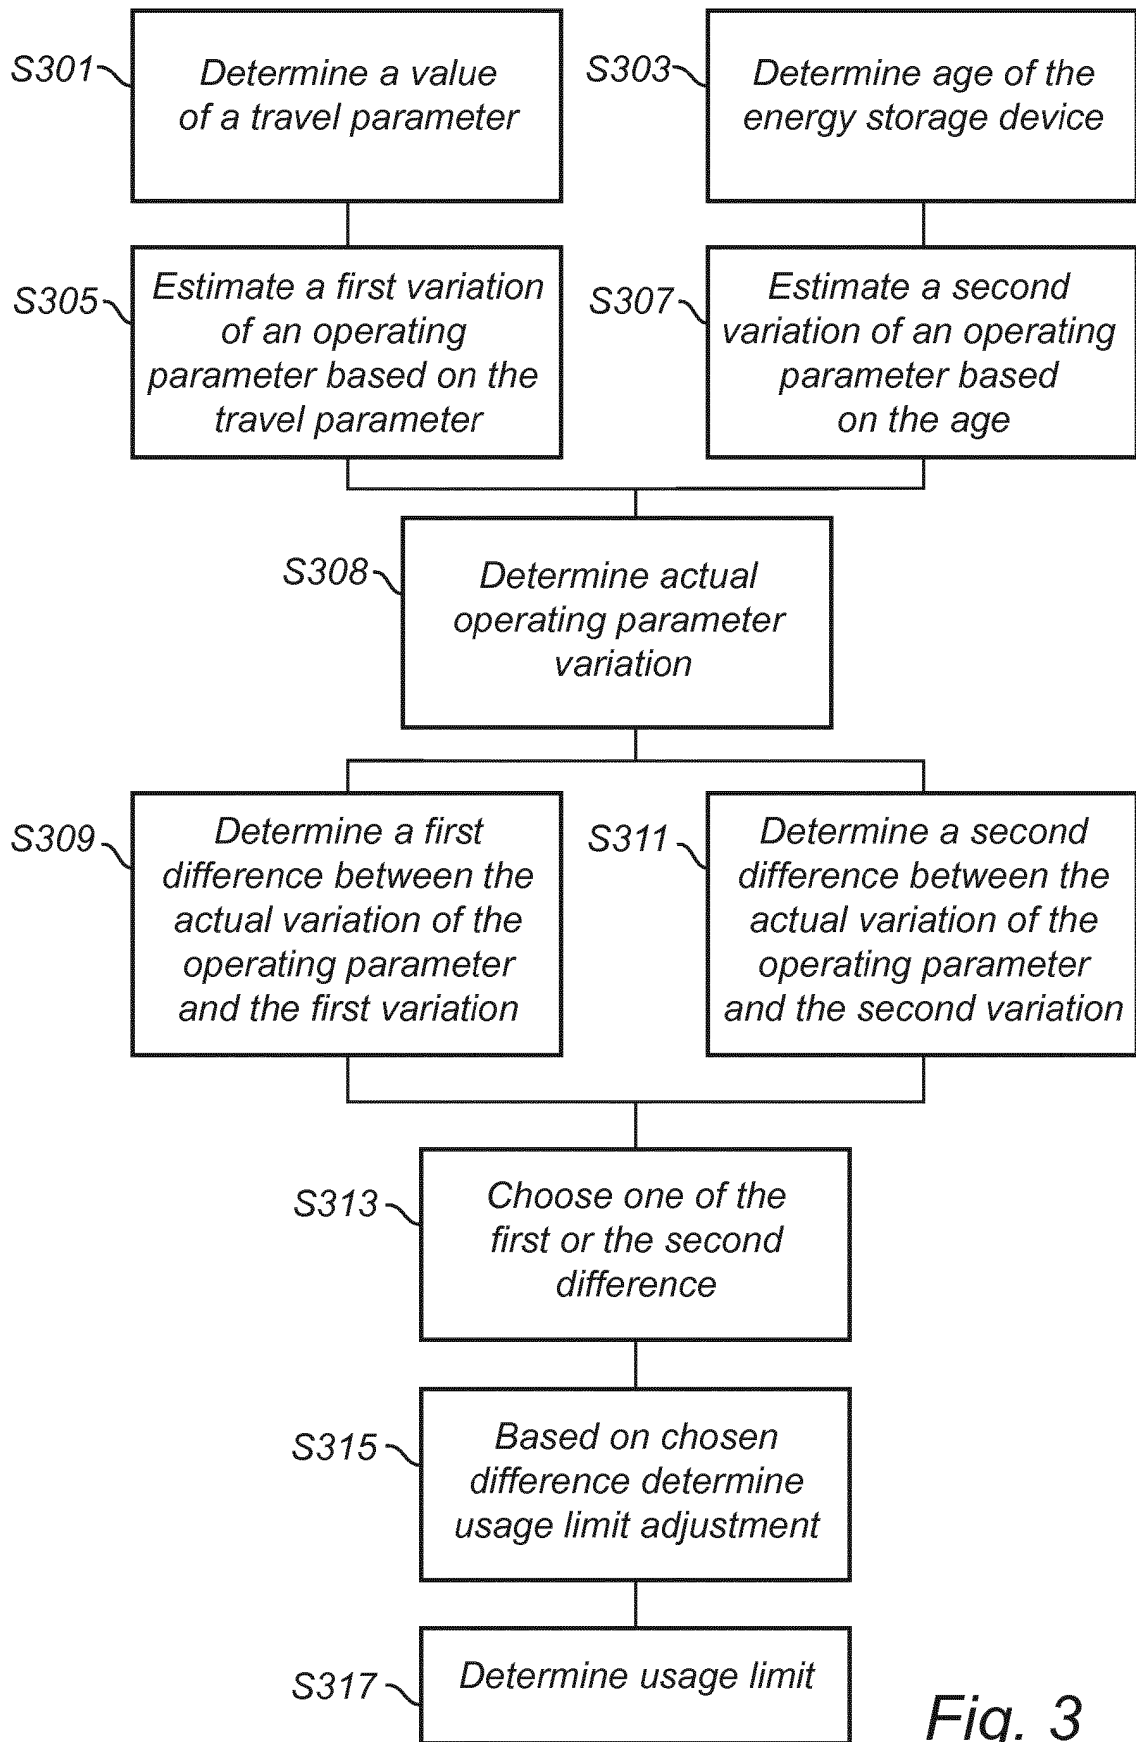 S301
Determine a value
of a travel parameter
S303
Determine age of the
energy storage device
S305
Estimate a first variation
of an operating
parameter based on the
travel parameter
S307
Estimate a second
variation of an operating
parameter based
on the age
S308
Determine actual
operating parameter
variation
S309
Determine a first
difference between the
actual variation of the
operating parameter
and the first variation
S311
Determine a second
difference between the
actual variation of the
operating parameter
and the second variation
S313
Choose one of the
first or the second
difference
S315
Based on chosen
difference determine
usage limit adjustment
S317
Determine usage limit
Fig. 3